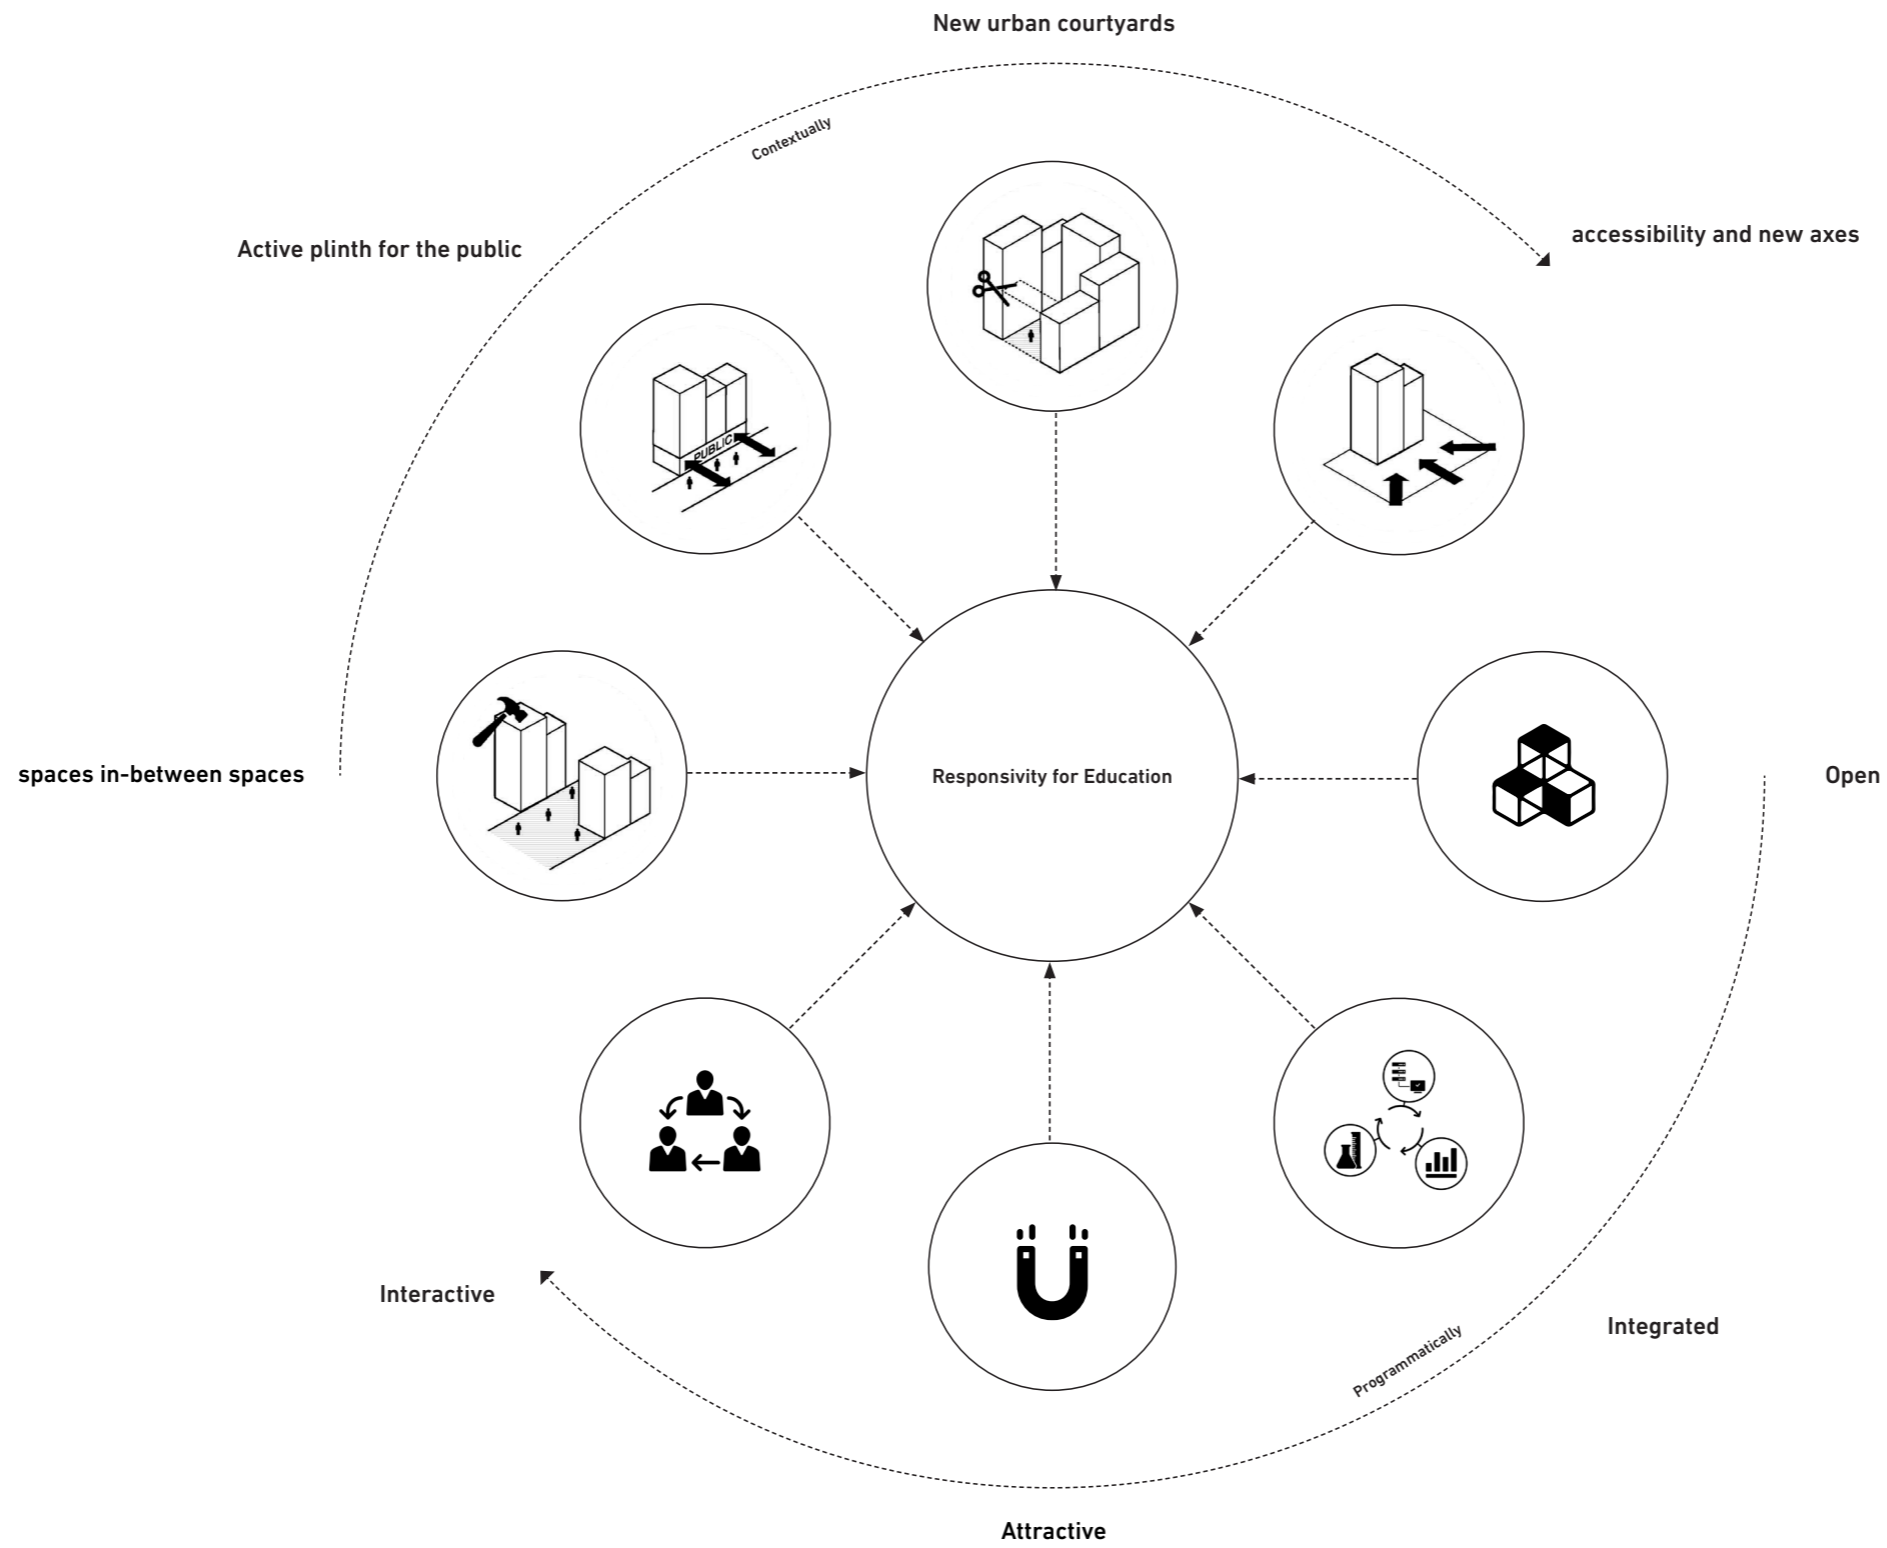 New urban courtyards
Contextually
Active plinth for the public
accessibility and new axes
PUBLIC
spaces in-between spaces
Responsivity for Education
Open
Interactive
Integrated
Programmatically
Attractive